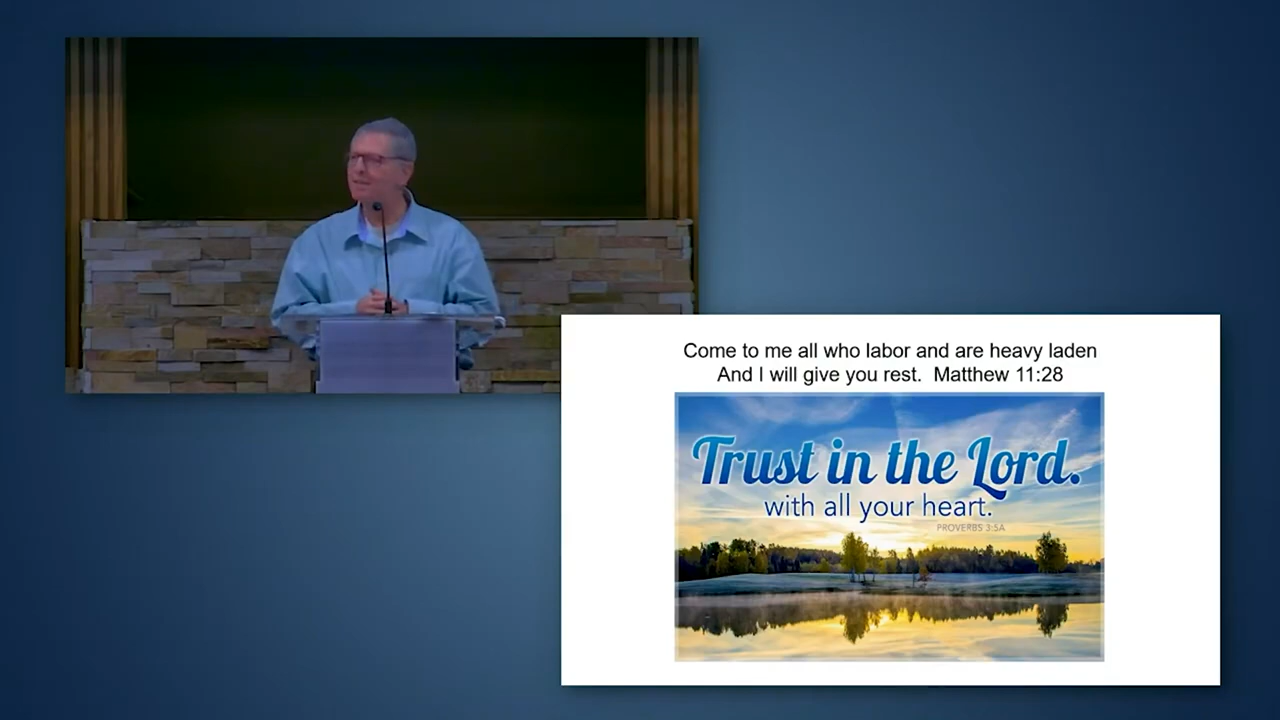 Come to me all who labor and are heavy laden
And I will give you rest.  Matthew 11:28
Trust in the Lord.
with all your heart.
PROVERBS 3:5A